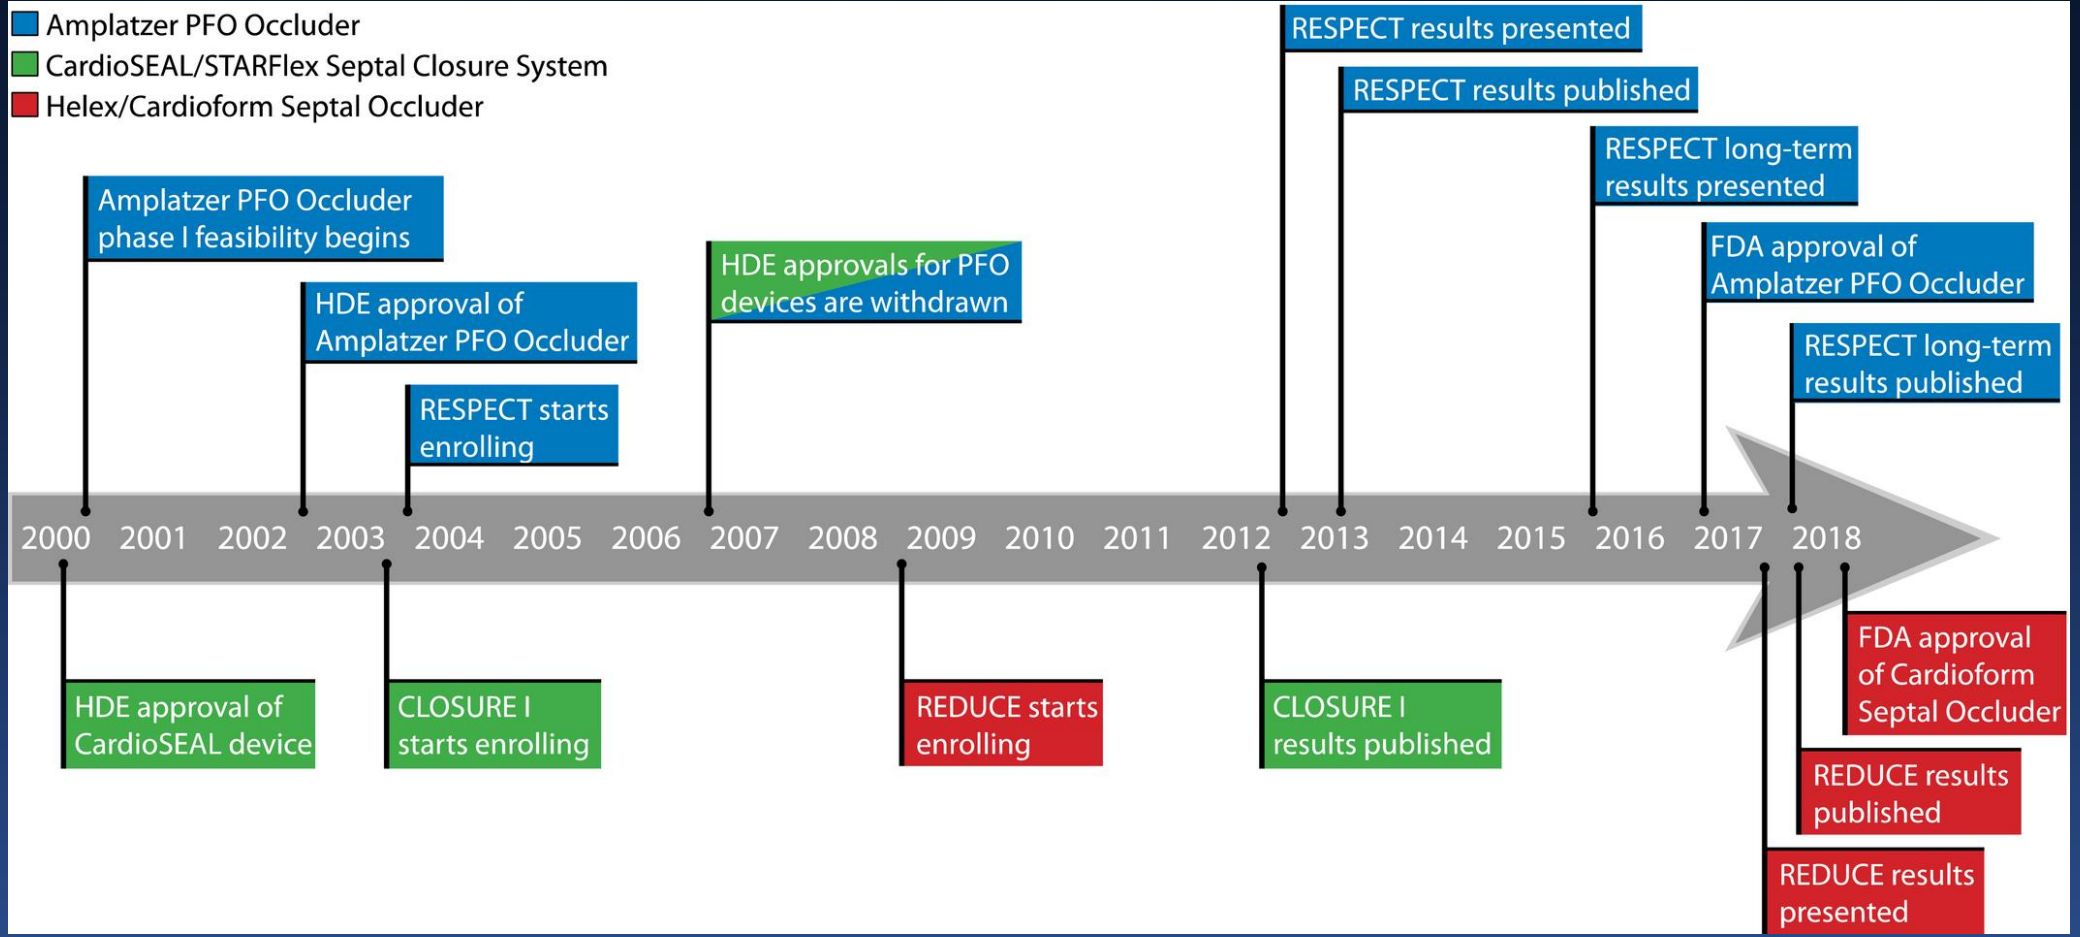 Amplatzer PFO Occluder
CardioSEAL/STARFlex Septal Closure System
Helex/Cardioform Septal Occluder
RESPECT results presented
RESPECT results published
RESPECT long-term
results presented
Amplatzer PFO Occluder
phase I feasibility begins
FDA approval of
Amplatzer PFO Occluder
HDE approvals for PFO
devices are withdrawn
HDE approval of
Amplatzer PFO Occluder
RESPECT long-term
results published
RESPECT starts
enrolling
2000 2001 2002 2003 2004 2005 2006 2007 2008 2009 2010 2011 2012 2013 2014 2015 2016 2017 2018
HDE approval of
CardioSEAL device
CLOSURE I
starts enrolling
REDUCE starts
enrolling
CLOSURE I
results published
FDA approval
of Cardioform
Septal Occluder
REDUCE results
published
REDUCE results
presented